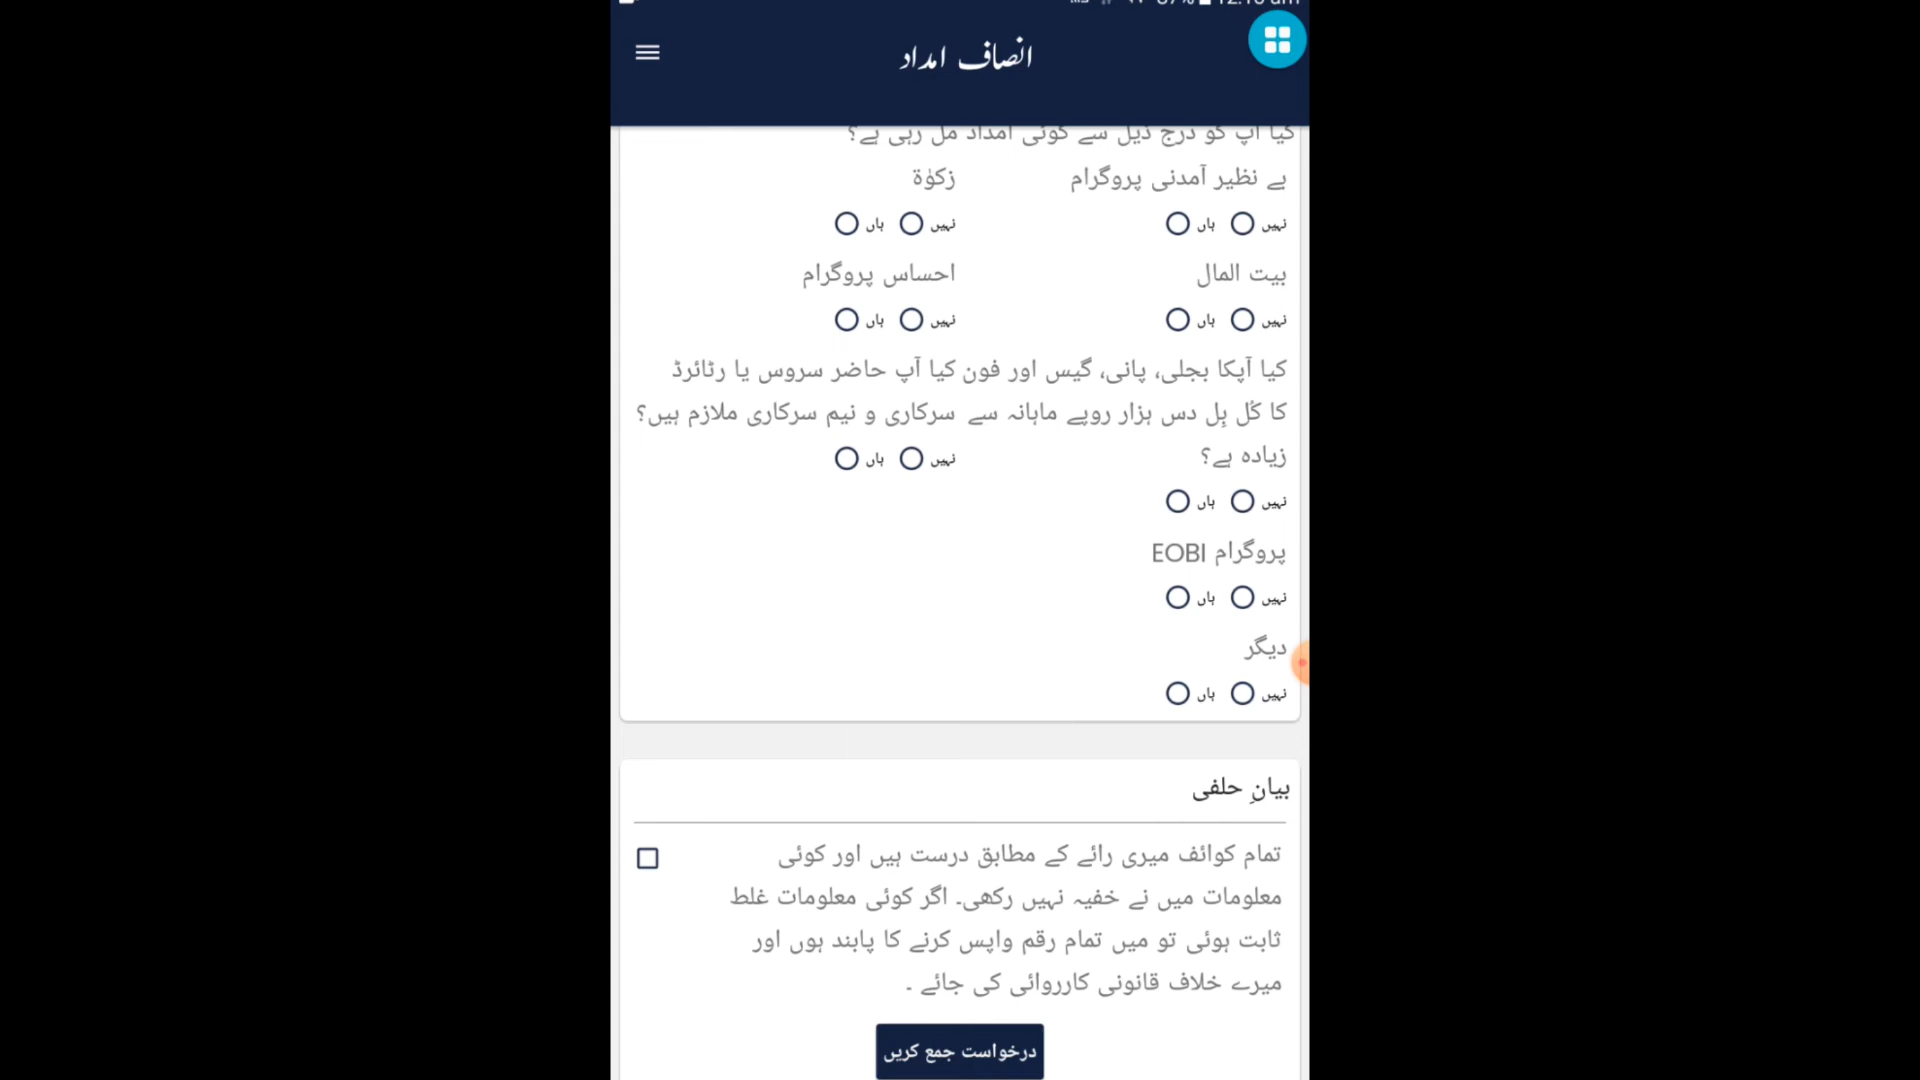 انصاف امداد
کیا آپ کو درج ذیل سے کوئی امداد مل رہی ہے؟
بے نظیر آمدنی پروگرام
نہیں ہاں
زکوٰۃ
نہیں ہاں
بیت المال
نہیں ہاں
احساس پروگرام
نہیں ہاں
کیا آپکا بجلی، پانی، گیس اور فون
کا کُل بِل دس ہزار روپے ماہانہ سے
زیادہ ہے؟
نہیں ہاں
کیا آپ حاضر سروس یا رٹائرڈ
سرکاری و نیم سرکاری ملازم ہیں؟
نہیں ہاں
پروگرام EOBI
نہیں ہاں
دیگر
نہیں ہاں
بیانِ حلفی
تمام کوائف میری رائے کے مطابق درست ہیں اور کوئی
معلومات میں نے خفیہ نہیں رکھی۔ اگر کوئی معلومات غلط
ثابت ہوئی تو میں تمام رقم واپس کرنے کا پابند ہوں اور
میرے خلاف قانونی کارروائی کی جائے ۔
درخواست جمع کریں